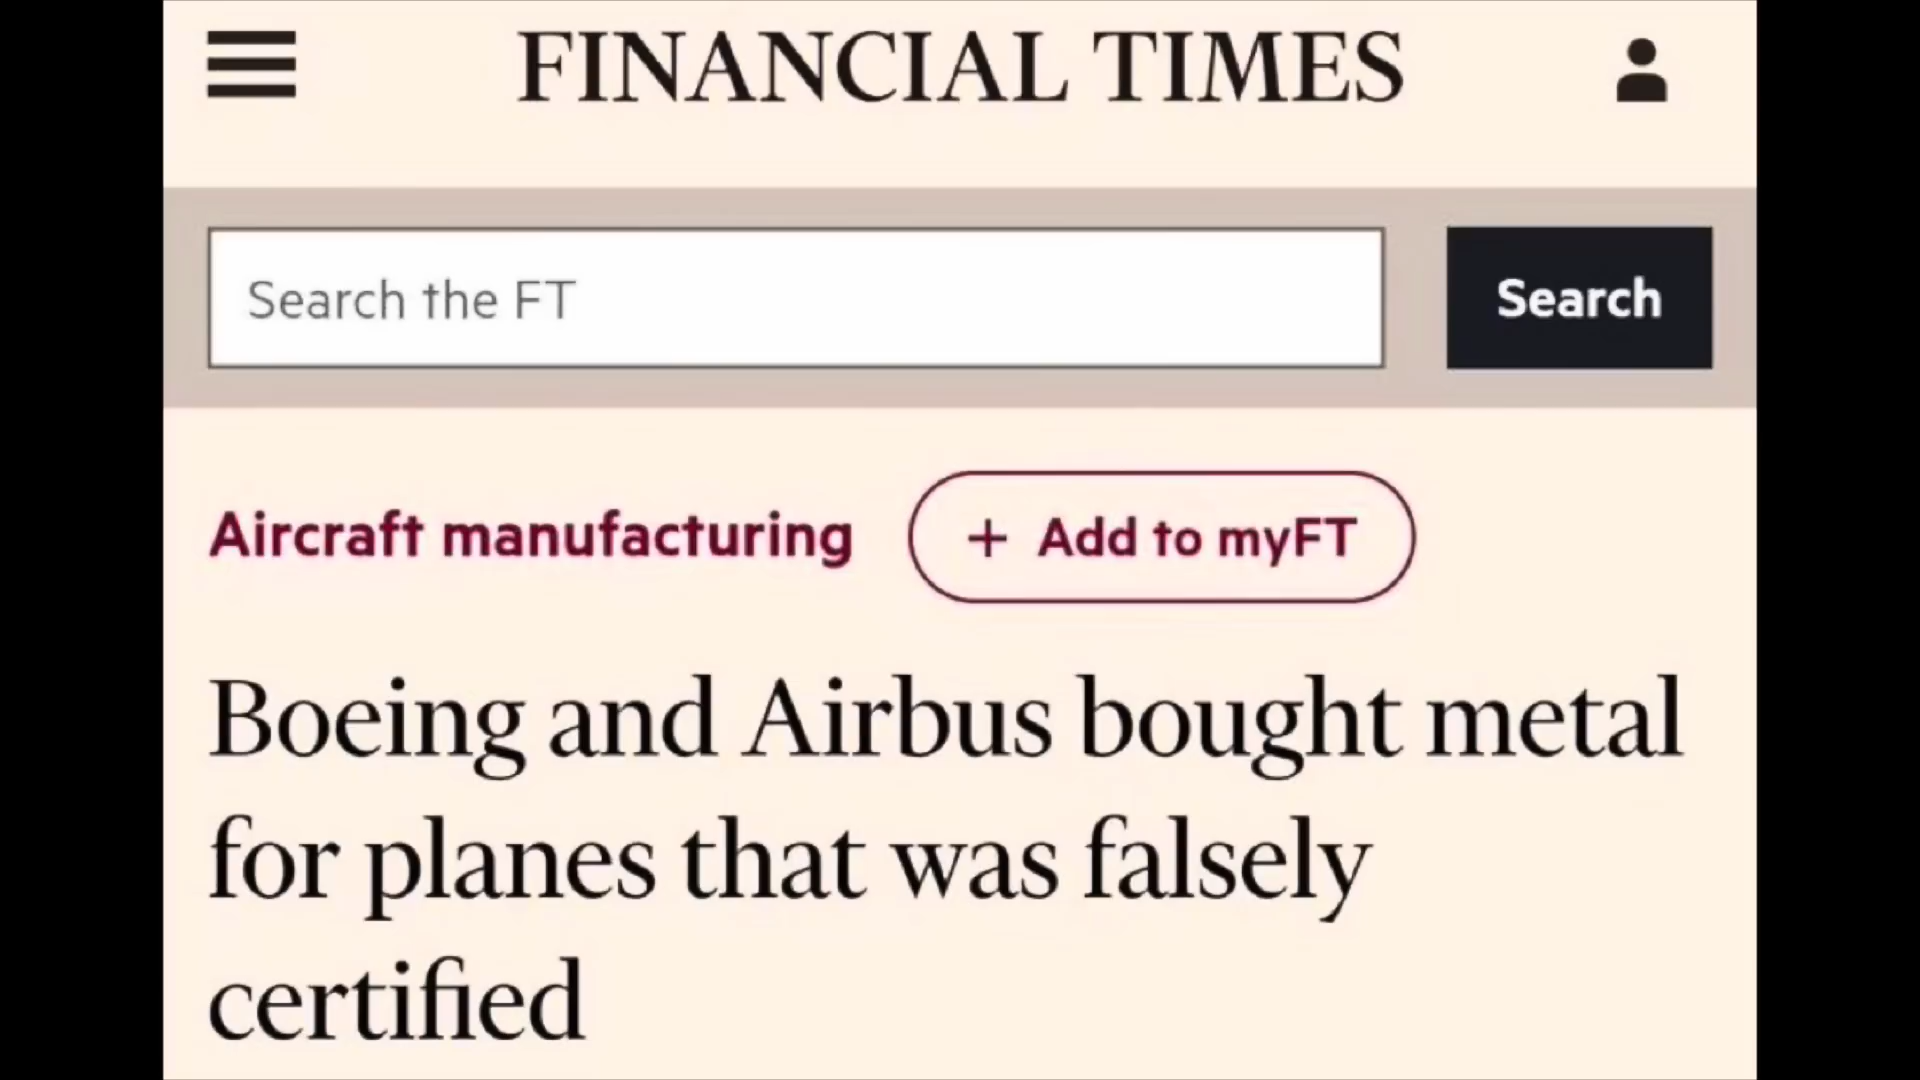 FINANCIAL TIMES
Search the FT
Search
Aircraft manufacturing
+ Add to myFT
Boeing and Airbus bought metal
for planes that was falsely
certified